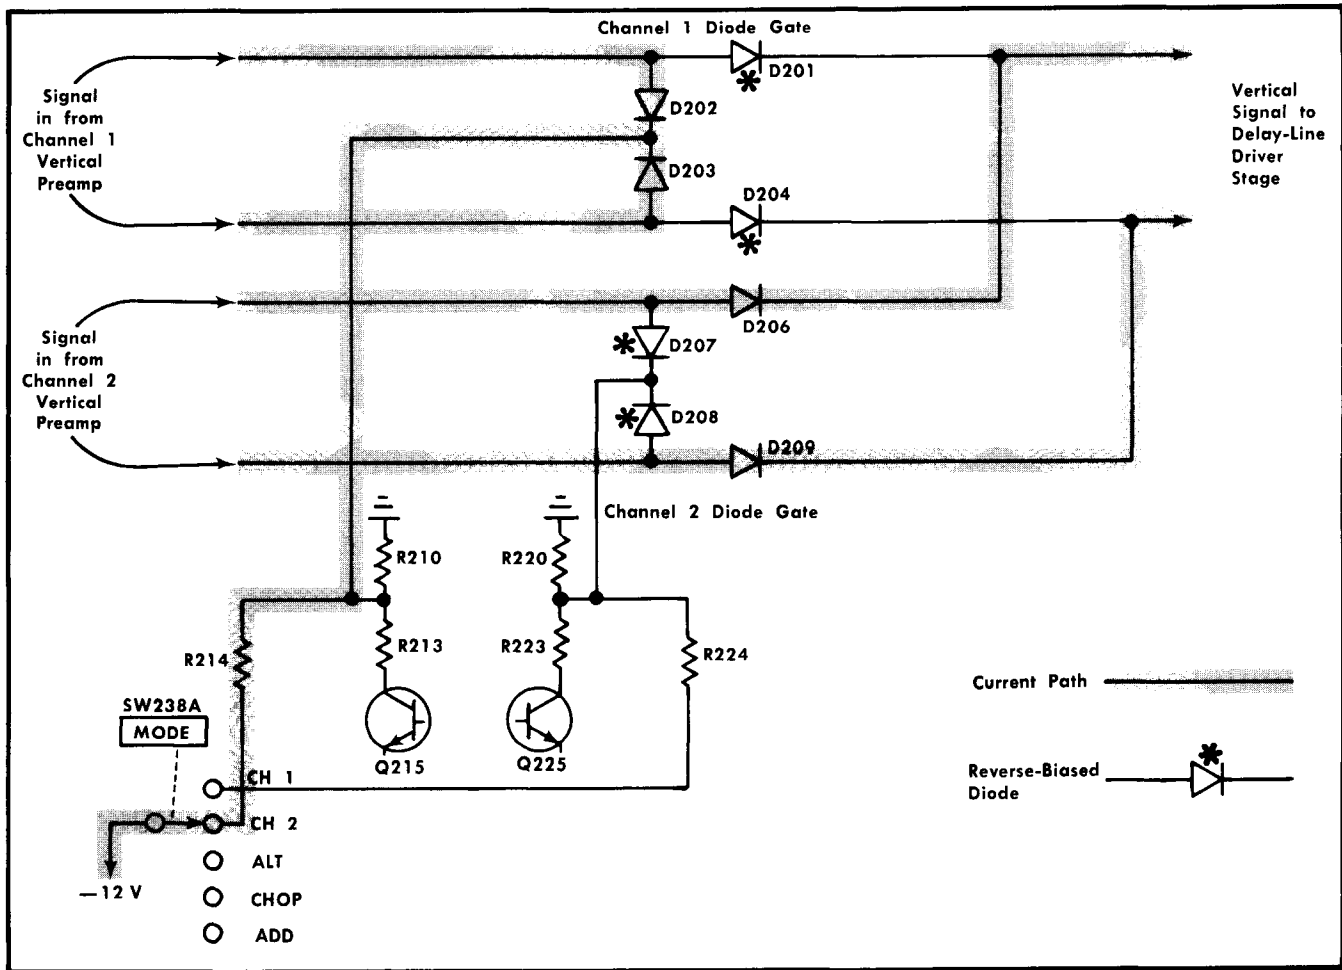 Channel 1 Diode Gate
D201
Signal
in from
Channel 1
Vertical
Preamp
D202
D203
D204
Vertical
Signal to
Delay-Line
Driver
Stage
Signal
in from
Channel 2
Vertical
Preamp
D206
D207
D208
D209
Channel 2 Diode Gate
R210
R220
R213
R223
R214
R224
SW238A
MODE
Q215
Q225
CH 1
CH 2
ALT
CHOP
ADD
—12 V
Current Path
Reverse-Biased
Diode